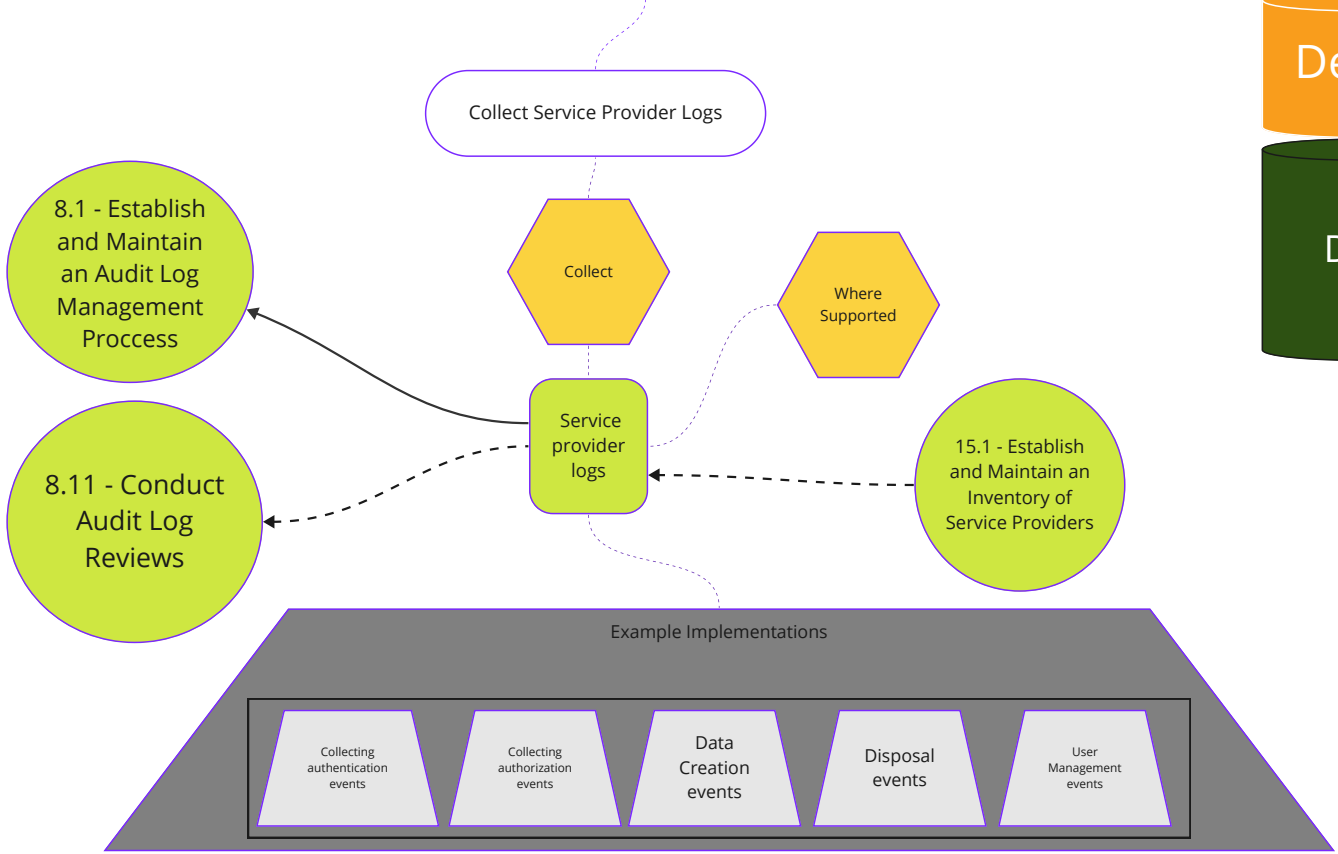 Collect Service Provider Logs
8.1 - Establish
and Maintain
an Audit Log
Management
Proccess
Collect
Where
Supported
Service
provider
logs
8.11 - Conduct
Audit Log
Reviews
15.1 - Establish
and Maintain an
Inventory of
Service Providers
Example Implementations
Collecting
authentication
events
Collecting
authorization
events
Data
Creation
events
Disposal
events
User
Management
events